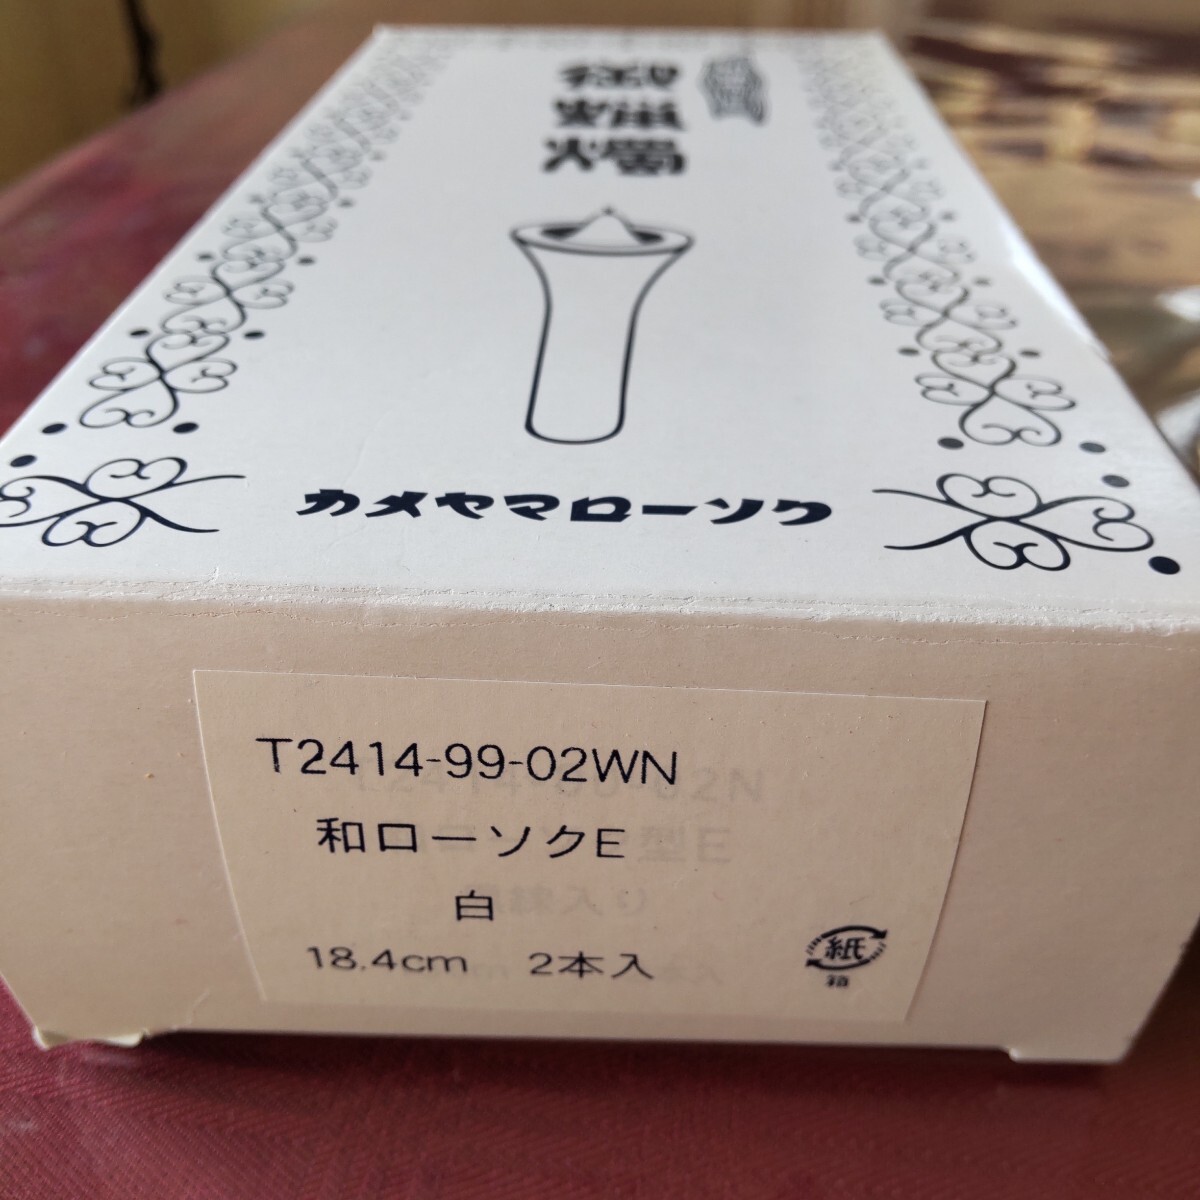 御蝋燭
カメヤマローソク
T2414-99-02WN
和ローソクE
白
18.4cm 2本入
紙
箱